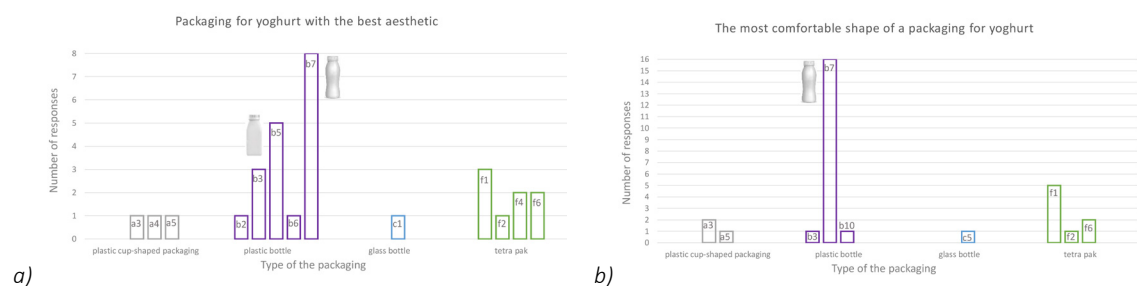 Packaging for yoghurt with the best aesthetic
Number of responses
8
7
6
5
4
3
2
1
0
a3
a4
a5
b2
b3
b5
b6
b7
c1
f1
f2
f4
f6
plastic cup-shaped packaging
plastic bottle
glass bottle
tetra pak
Type of the packaging
a)
The most comfortable shape of a packaging for yoghurt
Number of responses
16
15
14
13
12
11
10
9
8
7
6
5
4
3
2
1
0
a3
a5
b3
b7
b10
c5
f1
f2
f6
plastic cup-shaped packaging
plastic bottle
glass bottle
tetra pak
Type of the packaging
b)